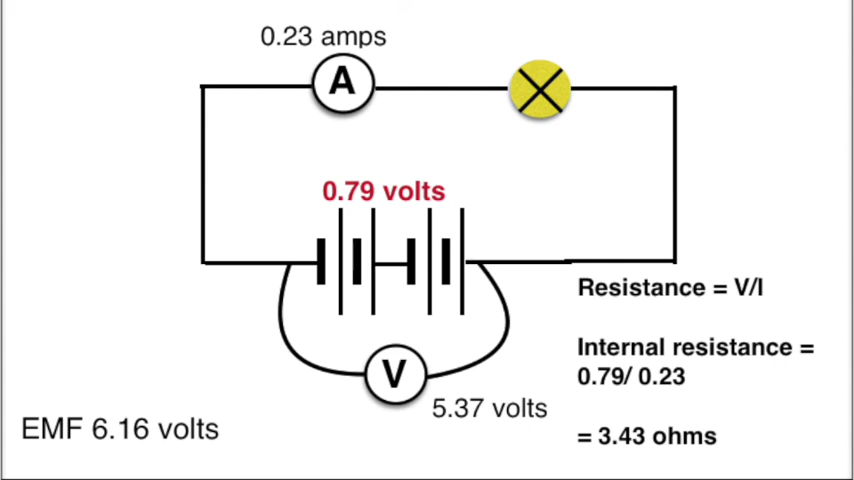 0.23 amps
A
0.79 volts
Resistance = V/I
Internal resistance =
0.79/ 0.23
V
5.37 volts
EMF 6.16 volts
= 3.43 ohms